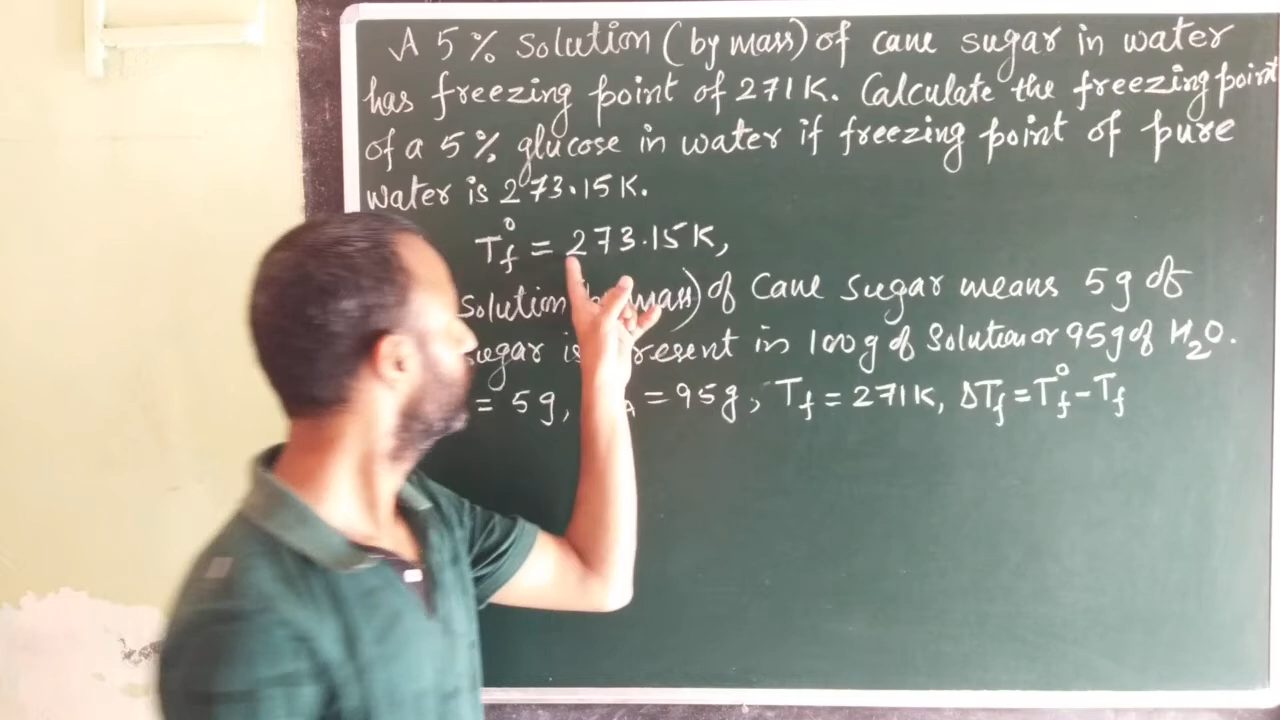 A 5% solution (by mass) of cane sugar in water
has freezing point of 271K. Calculate the freezing point
of a 5% glucose in water if freezing point of pure
water is 273.15K.
Tf° = 273.15K,
Solution mass) of Cane sugar means 5g of
in 100g of Solution or 95g of H₂O.
= 5g, A = 95g, Tf = 271K, ΔTf = Tf° - Tf